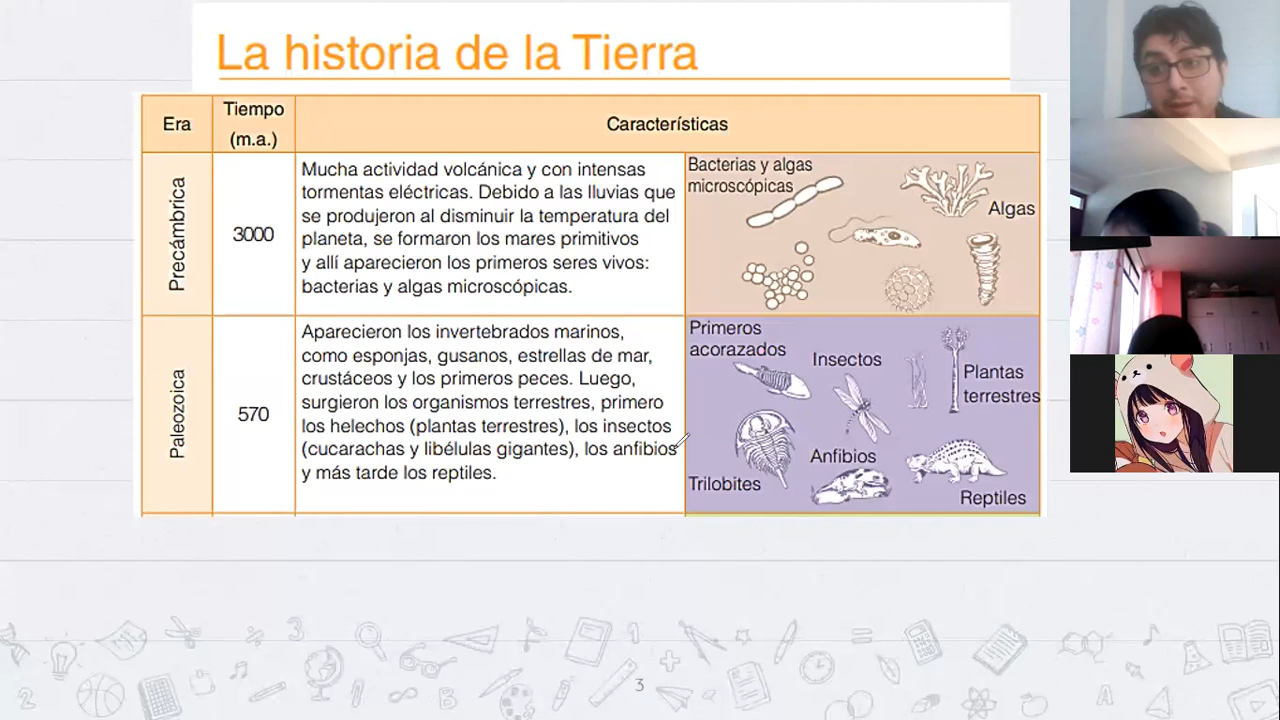 La historia de la Tierra
Era
Tiempo
(m.a.)
Características
Precámbrica
3000
Mucha actividad volcánica y con intensas
tormentas eléctricas. Debido a las lluvias que
se produjeron al disminuir la temperatura del
planeta, se formaron los mares primitivos
y allí aparecieron los primeros seres vivos:
bacterias y algas microscópicas.
Bacterias y algas
microscópicas
Algas
Paleozoica
570
Aparecieron los invertebrados marinos,
como esponjas, gusanos, estrellas de mar,
crustáceos y los primeros peces. Luego,
surgieron los organismos terrestres, primero
los helechos (plantas terrestres), los insectos
(cucarachas y libélulas gigantes), los anfibios
y más tarde los reptiles.
Primeros
acorazados
Insectos
Plantas
terrestres
Anfibios
Trilobites
Reptiles
3